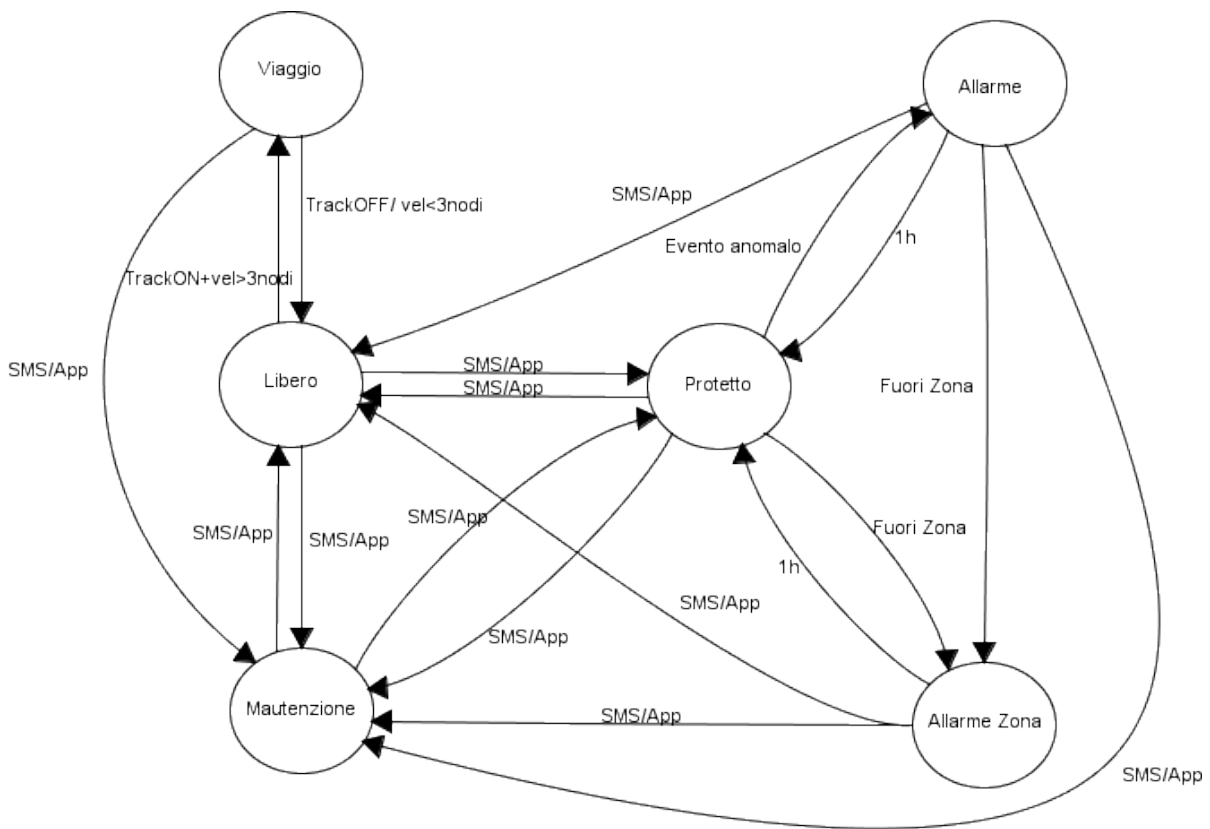 Viaggio
Allarme
SMS/App
TrackOFF/ vel<3nodi
Evento anomalo
1h
TrackON+vel>3nodi
SMS/App
Libero
SMS/App
SMS/App
Protetto
Fuori Zona
SMS/App
SMS/App
SMS/App
Fuori Zona
1h
SMS/App
SMS/App
Mautenzione
SMS/App
Allarme Zona
SMS/App